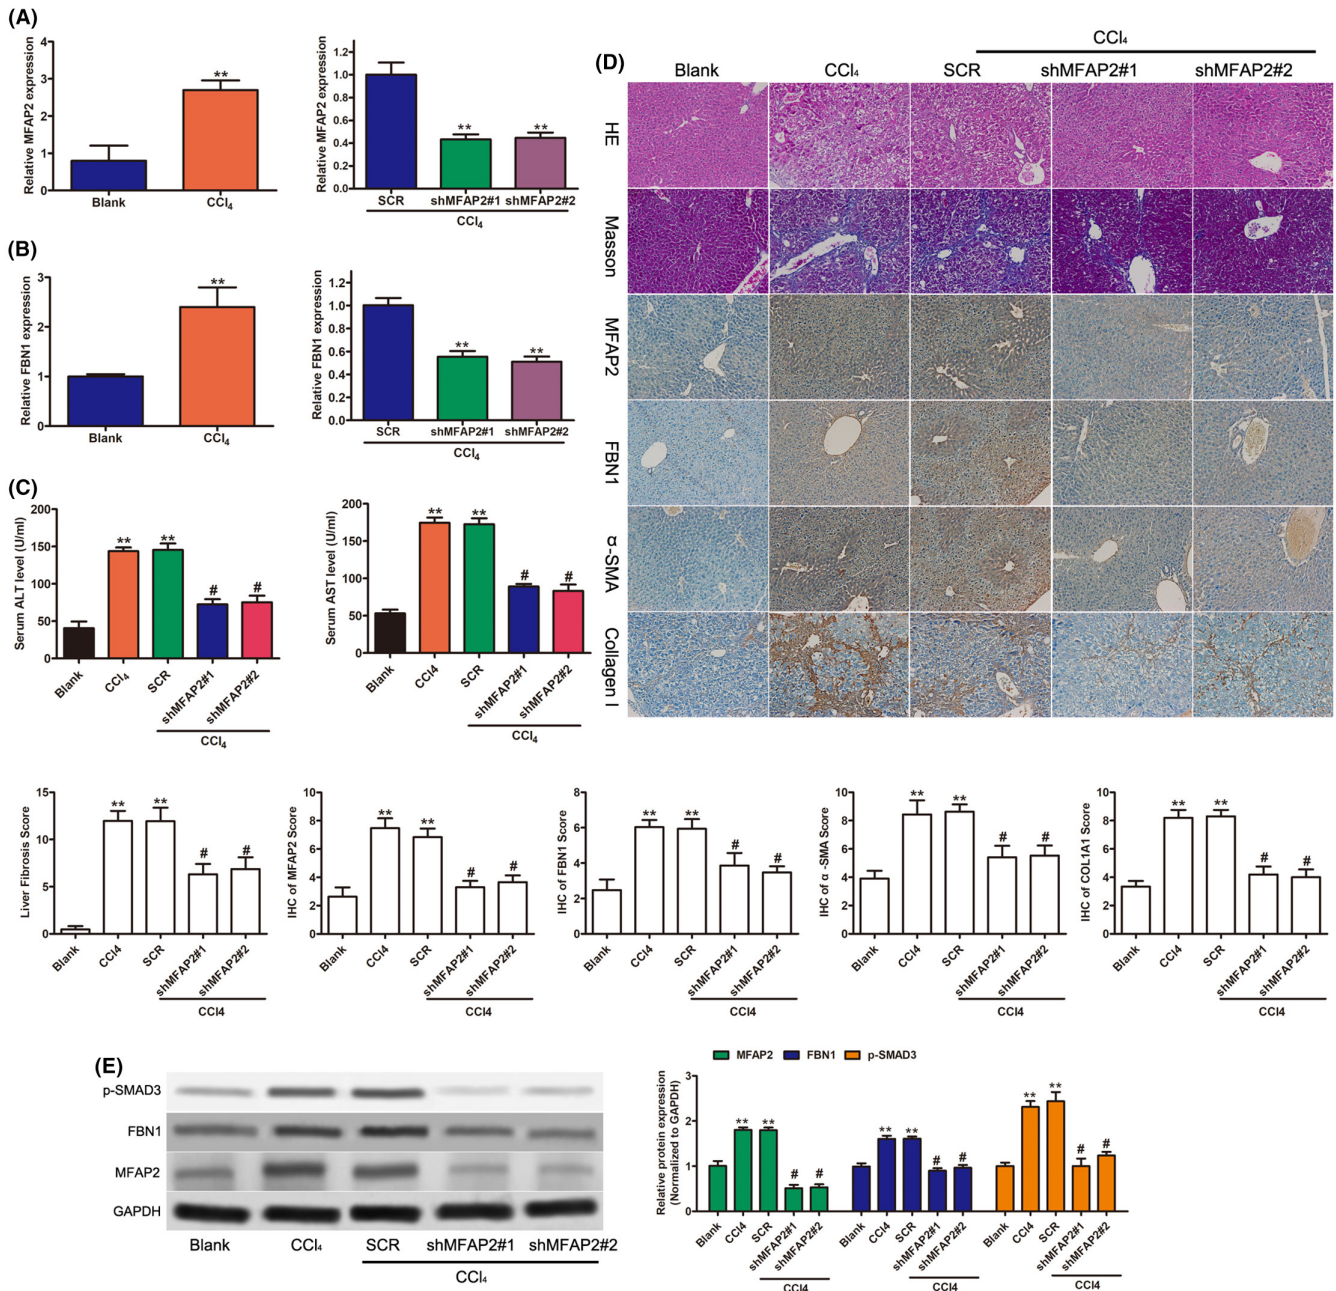 (A)
Relative MFAP2 expression
4
3
2
1
0
Blank
CCl₄
**
Relative MFAP2 expression
1.2
1.0
0.8
0.6
0.4
0.2
0.0
**
**
SCR
shMFAP2#1
shMFAP2#2
CCl₄
(B)
Relative FBN1 expression
3
2
1
0
**
Blank
CCl₄
Relative FBN1 expression
1.2
1.0
0.8
0.6
0.4
0.2
0.0
**
**
SCR
shMFAP2#1
shMFAP2#2
CCl₄
(C)
Serum ALT level (U/ml)
200
150
100
50
0
**
**
#
#
Blank
CCl₄
SCR
shMFAP2#1
shMFAP2#2
CCl₄
Serum AST level (U/ml)
200
150
100
50
0
**
**
#
#
Blank
CCl4
SCR
shMFAP2#1
shMFAP2#2
CCl₄
(D)
CCl₄
Blank
CCl₄
SCR
shMFAP2#1
shMFAP2#2
HE
Masson
MFAP2
FBN1
α-SMA
Collagen I
Liver Fibrosis Score
15
10
5
0
**
**
#
#
Blank
CCl4
SCR
shMFAP2#1
shMFAP2#2
CCl4
IHC of MFAP2 Score
10
8
6
4
2
0
**
**
#
#
Blank
CCl4
SCR
shMFAP2#1
shMFAP2#2
CCl4
IHC of FBN1 Score
8
6
4
2
0
**
**
#
#
Blank
CCl4
SCR
shMFAP2#1
shMFAP2#2
CCl4
IHC of α -SMA Score
10
8
6
4
2
0
**
**
#
#
Blank
CCl4
SCR
shMFAP2#1
shMFAP2#2
CCl4
IHC of COL1A1 Score
10
8
6
4
2
0
**
**
#
#
Blank
CCl4
SCR
shMFAP2#1
shMFAP2#2
CCl4
(E)
p-SMAD3
FBN1
MFAP2
GAPDH
Blank
CCl₄
SCR
shMFAP2#1
shMFAP2#2
CCl₄
MFAP2
FBN1
p-SMAD3
Relative protein expression
(Normalized to GAPDH)
3
2
1
0
**
**
#
#
**
**
#
#
**
**
#
#
Blank
CCl4
SCR
shMFAP2#1
shMFAP2#2
Blank
CCl4
SCR
shMFAP2#1
shMFAP2#2
Blank
CCl4
SCR
shMFAP2#1
shMFAP2#2
CCl4
CCl4
CCl4